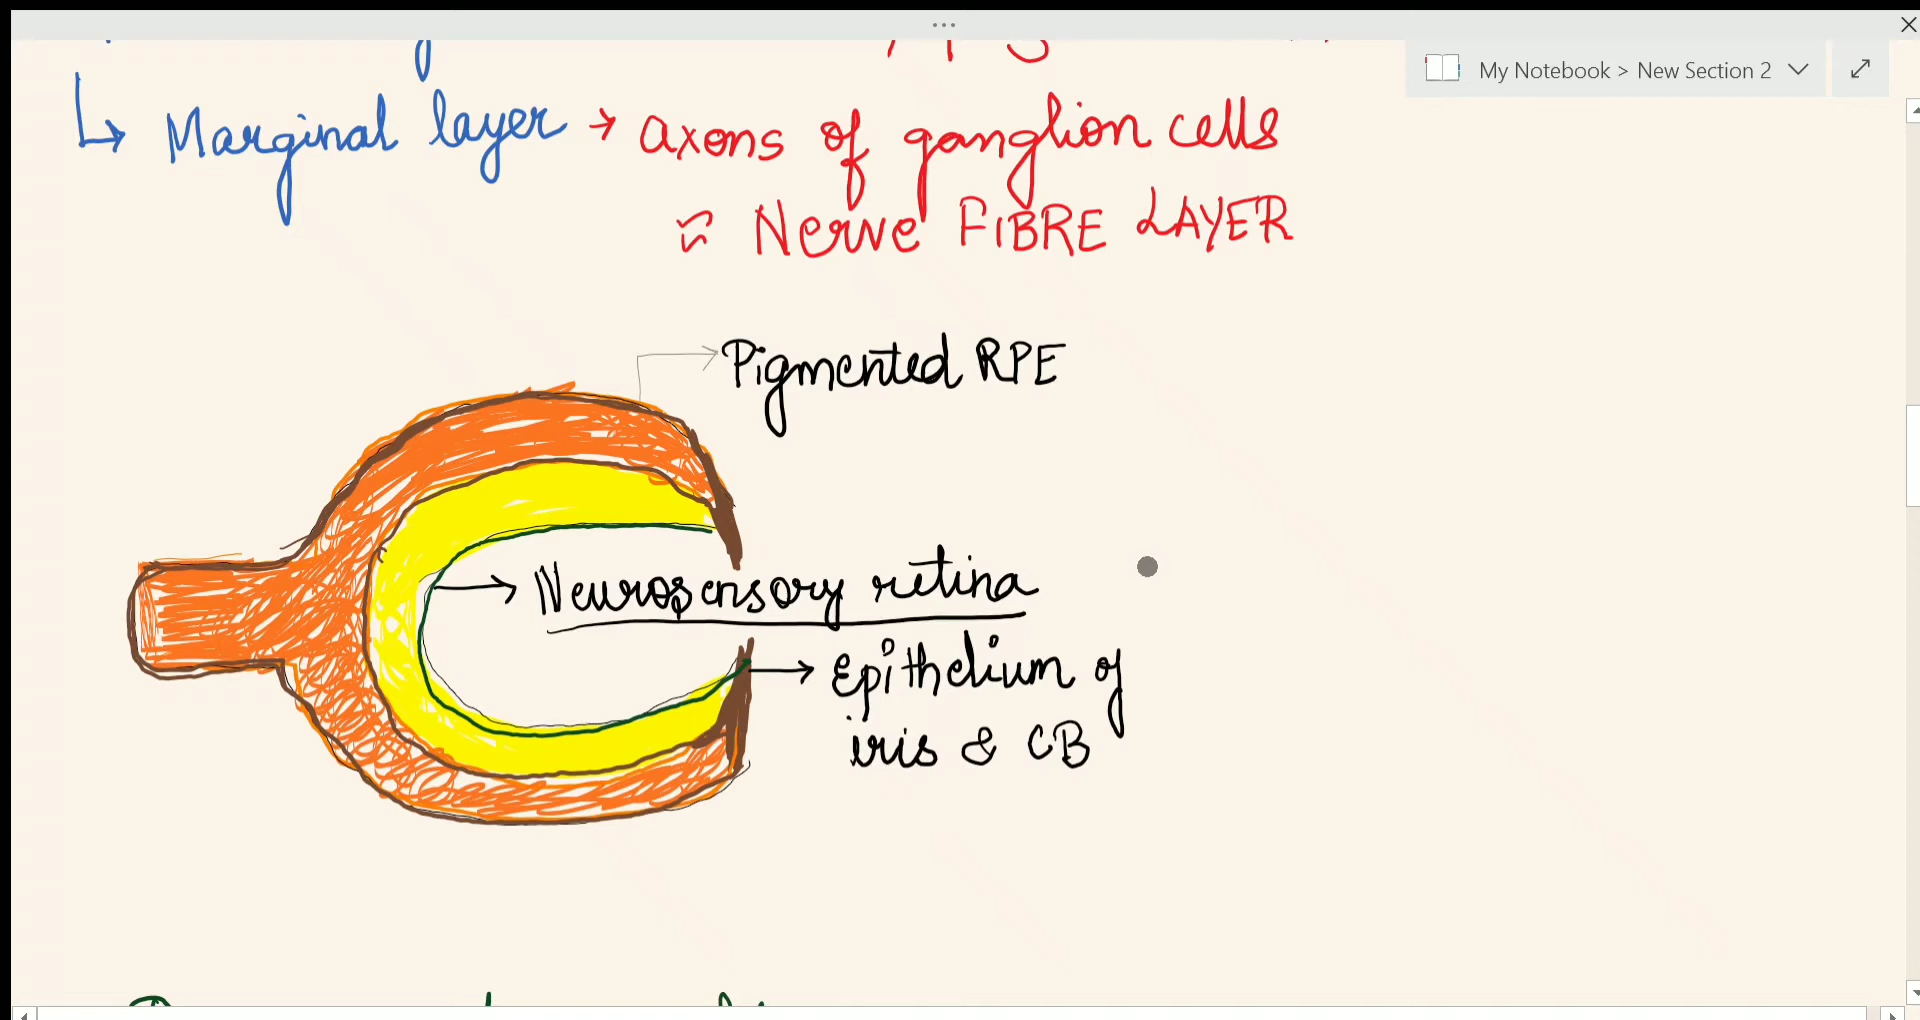 My Notebook > New Section 2
Marginal layer → axons of ganglion cells
Nerve FIBRE LAYER
Pigmented RPE
Neurosensory retina
Epithelium of
iris & CB